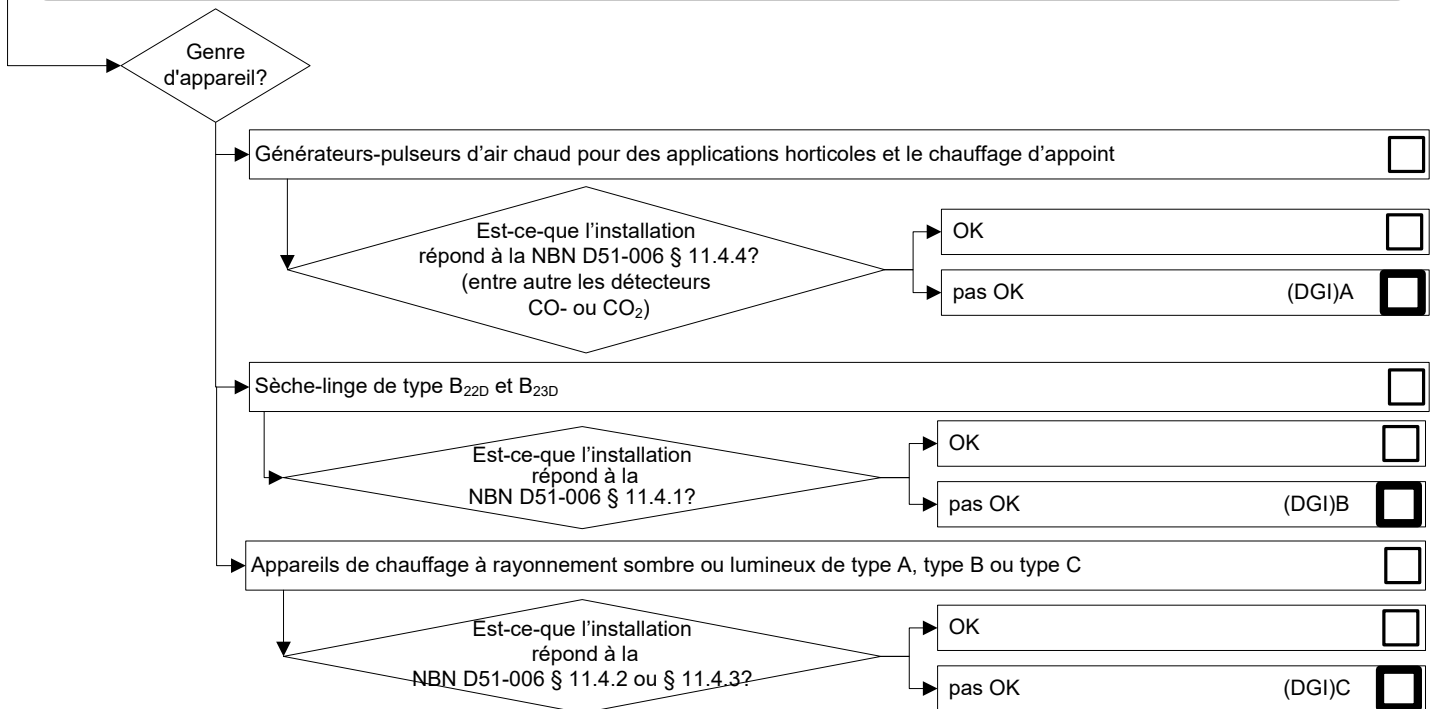 Genre
d'appareil?
Générateurs-pulseurs d’air chaud pour des applications horticoles et le chauffage d’appoint
Est-ce-que l’installation
répond à la NBN D51-006 § 11.4.4?
(entre autre les détecteurs
CO- ou CO₂)
OK
pas OK (DGI)A
Sèche-linge de type B₂₂D et B₂₃D
Est-ce-que l’installation
répond à la
NBN D51-006 § 11.4.1?
OK
pas OK (DGI)B
Appareils de chauffage à rayonnement sombre ou lumineux de type A, type B ou type C
Est-ce-que l’installation
répond à la
NBN D51-006 § 11.4.2 ou § 11.4.3?
OK
pas OK (DGI)C